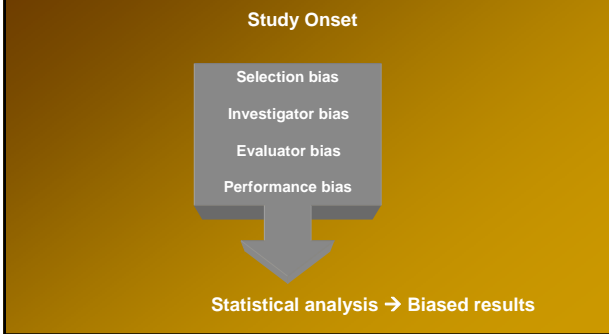 Study Onset
Selection bias
Investigator bias
Evaluator bias
Performance bias
Statistical analysis → Biased results